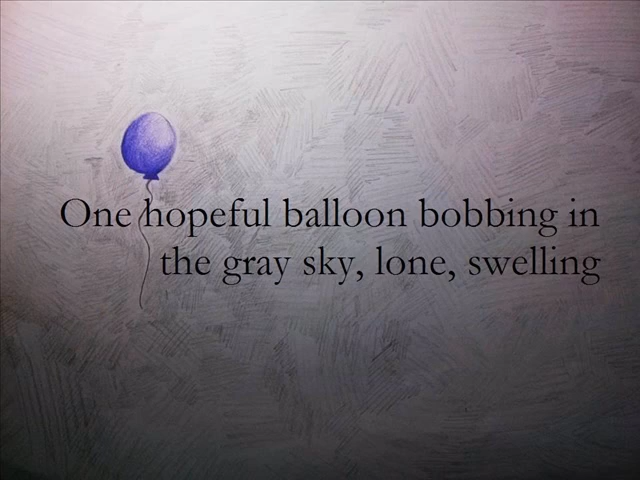 One hopeful balloon bobbing in
the gray sky, lone, swelling